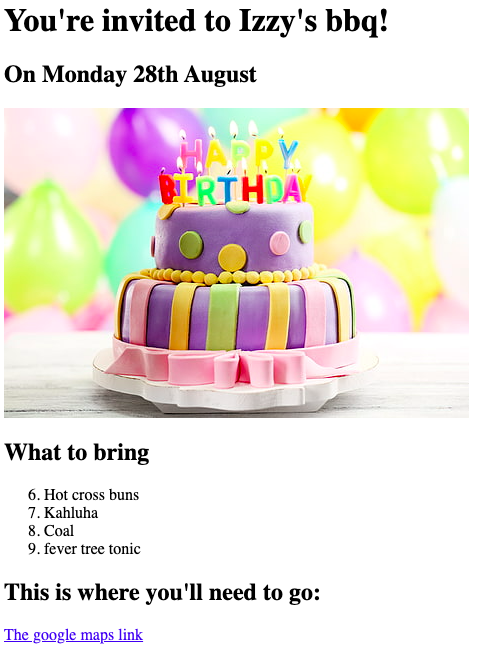 You're invited to Izzy's bbq!
On Monday 28th August
HAPPY
BIRTHDAY
What to bring
6. Hot cross buns
7. Kahluha
8. Coal
9. fever tree tonic
This is where you'll need to go:
The google maps link